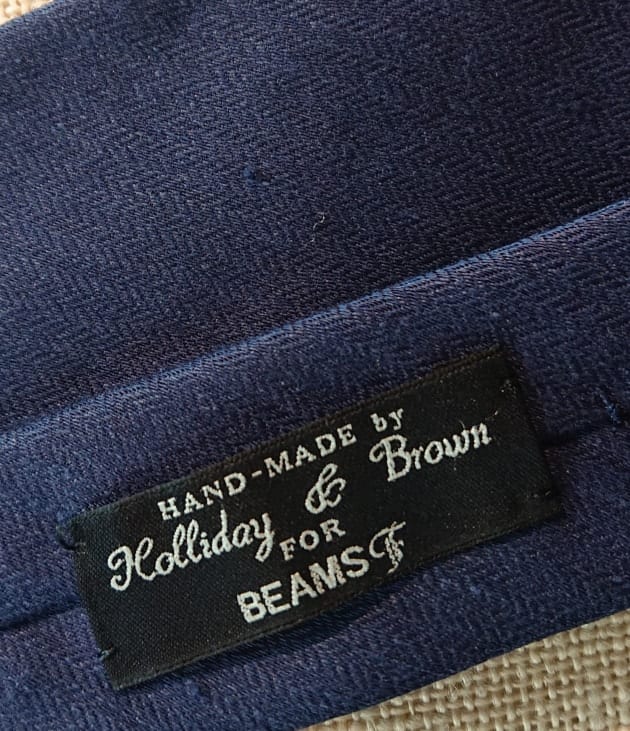 HAND-MADE by
Holliday & Brown
FOR
BEAMS F